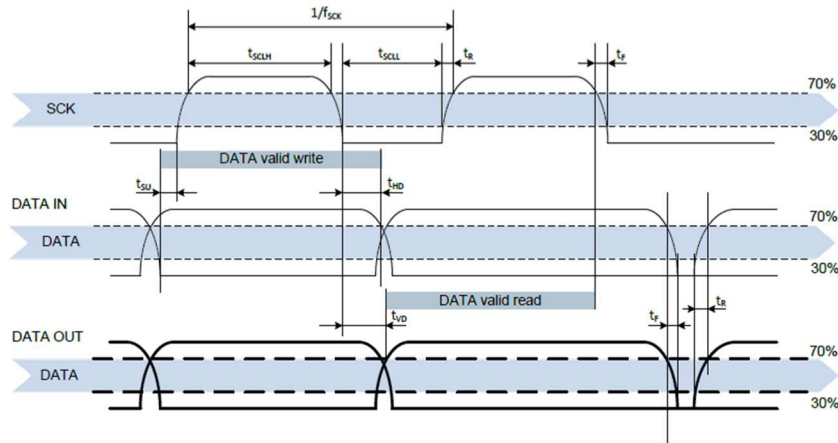 1/fSCK
tSCLH
tSCLL
tR
tF
70%
SCK
30%
DATA valid write
tSU
tHD
DATA IN
70%
DATA
30%
DATA valid read
tVD
tF
tR
DATA OUT
70%
DATA
30%